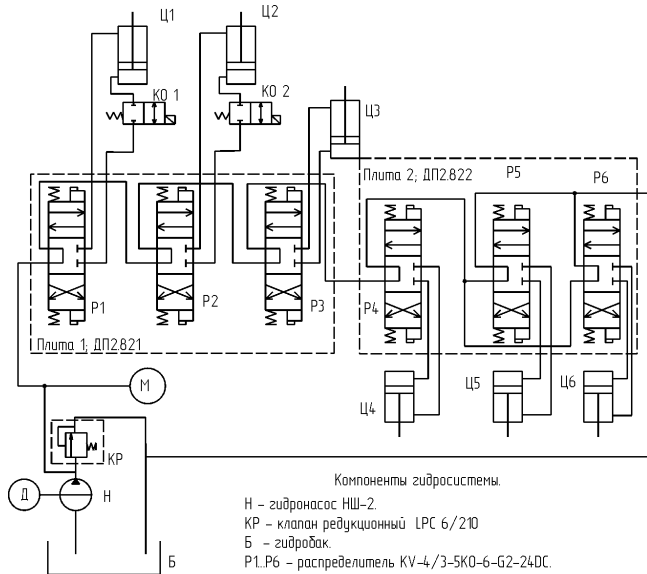 Ц1
Ц2
КО 1
КО 2
Ц3
Плита 2; ДП2.822
Р5
Р6
Р1
Р2
Р3
Р4
Плита 1; ДП2.821
М
Ц4
Ц5
Ц6
КР
Д
Н
Б
Компоненты гидросистемы.
Н – гидронасос НШ-2.
КР – клапан редукционный LPC 6/210
Б – гидробак.
Р1..Р6 – распределитель KV-4/3-5KO-6-G2-24DC.